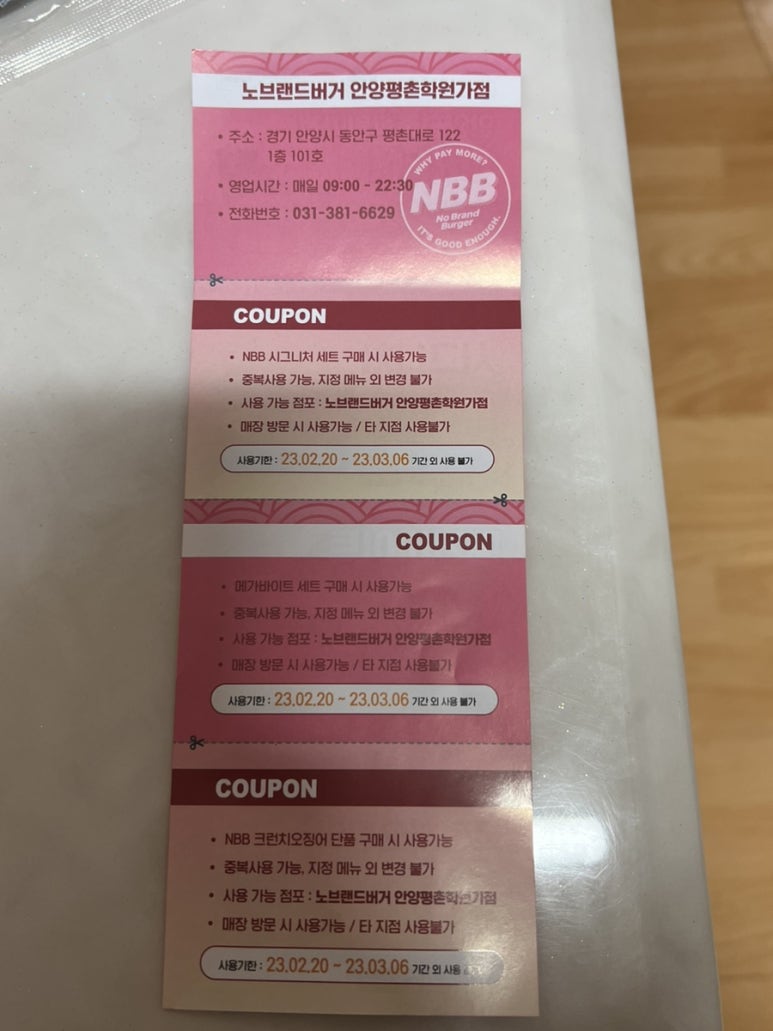 노브랜드버거 안양평촌학원가점
• 주소 : 경기 안양시 동안구 평촌대로 122
1층 101호
• 영업시간 : 매일 09:00 - 22:30
• 전화번호 : 031-381-6629
WHY PAY MORE?
NBB
No Brand
Burger
IT'S GOOD ENOUGH.
COUPON
• NBB 시그니처 세트 구매 시 사용가능
• 중복사용 가능, 지정 메뉴 외 변경 불가
• 사용 가능 점포 : 노브랜드버거 안양평촌학원가점
• 매장 방문 시 사용가능 / 타 지점 사용불가
사용기한 : 23.02.20 ~ 23.03.06 기간 외 사용 불가
COUPON
• 메가바이트 세트 구매 시 사용가능
• 중복사용 가능, 지정 메뉴 외 변경 불가
• 사용 가능 점포 : 노브랜드버거 안양평촌학원가점
• 매장 방문 시 사용가능 / 타 지점 사용불가
사용기한 : 23.02.20 ~ 23.03.06 기간 외 사용 불가
COUPON
• NBB 크런치오징어 단품 구매 시 사용가능
• 중복사용 가능, 지정 메뉴 외 변경 불가
• 사용 가능 점포 : 노브랜드버거 안양평촌학원가점
• 매장 방문 시 사용가능 / 타 지점 사용불가
사용기한 : 23.02.20 ~ 23.03.06 기간 외 사용